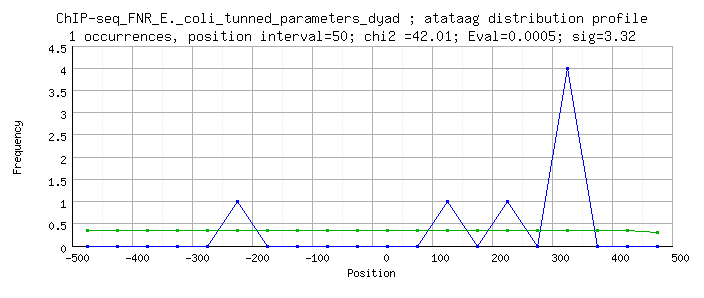 ChIP-seq_FNR_E._coli_tunned_parameters_dyad ; atataag distribution profile
1 occurrences, position interval=50; chi2 =42.01; Eval=0.0005; sig=3.32
4.5
4
3.5
3
2.5
2
1.5
1
0.5
0
Frequency
-500 -400 -300 -200 -100 0 100 200 300 400 500
Position